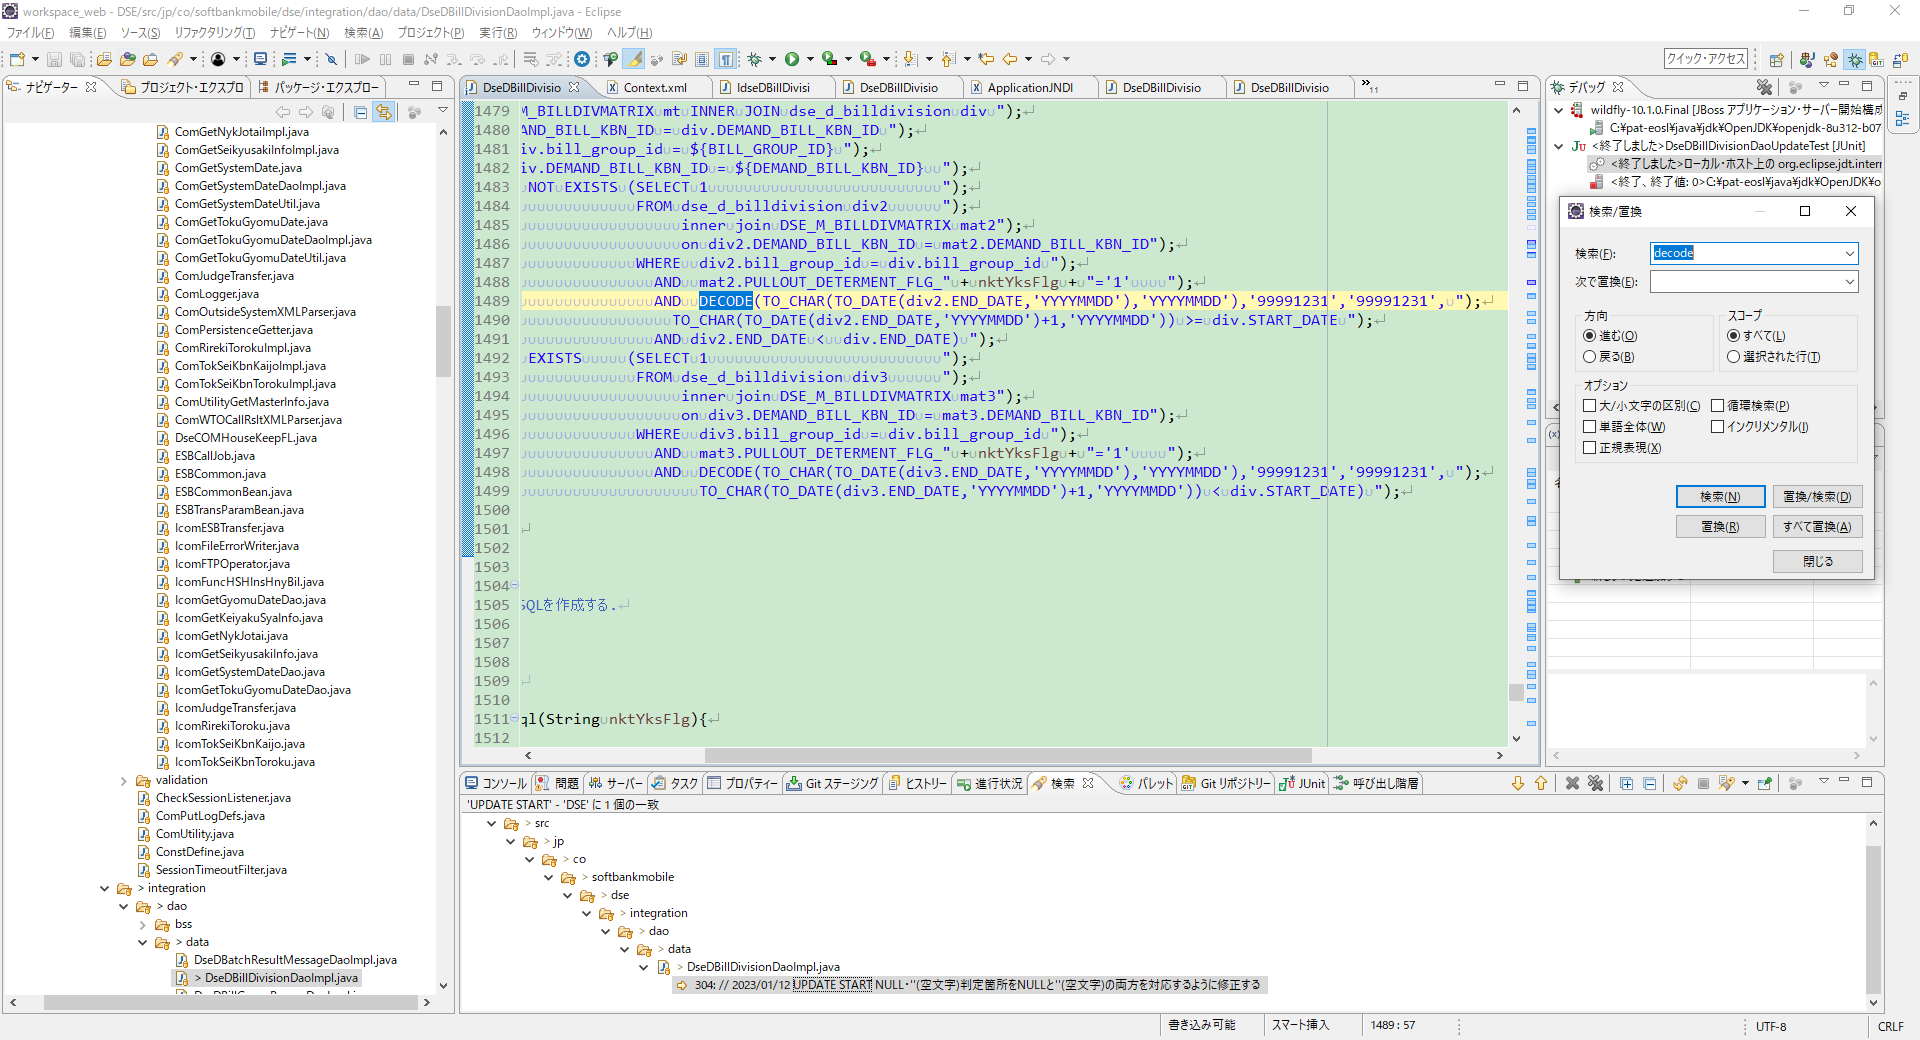 workspace_web - DSE/src/jp/co/softbankmobile/dse/integration/dao/data/DseDBillDivisionDaoImpl.java - Eclipse
ファイル(F) 編集(E) ソース(S) リファクタリング(T) ナビゲート(N) 検索(A) プロジェクト(P) 実行(R) ウィンドウ(W) ヘルプ(H)
クイック・アクセス
ナビゲーター プロジェクト・エクスプロ パッケージ・エクスプロー
ComGetNykJotaiImpl.java
ComGetSeikyusakiInfoImpl.java
ComGetSystemDate.java
ComGetSystemDateDaoImpl.java
ComGetSystemDateUtil.java
ComGetTokuGyomuDate.java
ComGetTokuGyomuDateDaoImpl.java
ComGetTokuGyomuDateUtil.java
ComJudgeTransfer.java
ComLogger.java
ComOutsideSystemXMLParser.java
ComPersistenceGetter.java
ComRirekiTorokuImpl.java
ComTokSeiKbnKaijoImpl.java
ComTokSeiKbnTorokuImpl.java
ComUtilityGetMasterInfo.java
ComWTOCallRsltXMLParser.java
DseCOMHouseKeepFL.java
ESBCallJob.java
ESBCommon.java
ESBCommonBean.java
ESBTransParamBean.java
IcomESBTransfer.java
IcomFileErrorWriter.java
IcomFTPOperator.java
IcomFuncHSHInsHnyBil.java
IcomGetGyomuDateDao.java
IcomGetKeiyakuSyaInfo.java
IcomGetNykJotai.java
IcomGetSeikyusakiInfo.java
IcomGetSystemDateDao.java
IcomGetTokuGyomuDateDao.java
IcomJudgeTransfer.java
IcomRirekiToroku.java
IcomTokSeiKbnKaijo.java
IcomTokSeiKbnToroku.java
validation
CheckSessionListener.java
ComPutLogDefs.java
ComUtility.java
ConstDefine.java
SessionTimeoutFilter.java
> integration
> dao
bss
> data
DseDBatchResultMessageDaoImpl.java
> DseDBillDivisionDaoImpl.java
DseDBillDivisio Context.xml IdseDBillDivisi DseDBillDivisio ApplicationJNDI DseDBillDivisio DseDBillDivisio »11
1479 M_BILLDIVMATRIX mt INNER JOIN dse_d_billdivision div ");
1480 AND_BILL_KBN_ID = div.DEMAND_BILL_KBN_ID ");
1481 iv.bill_group_id = ${BILL_GROUP_ID} ");
1482 iv.DEMAND_BILL_KBN_ID = ${DEMAND_BILL_KBN_ID} ");
1483 NOT EXISTS (SELECT 1 ");
1484 FROM dse_d_billdivision div2 ");
1485 inner join DSE_M_BILLDIVMATRIX mat2");
1486 on div2.DEMAND_BILL_KBN_ID = mat2.DEMAND_BILL_KBN_ID");
1487 WHERE div2.bill_group_id = div.bill_group_id ");
1488 AND mat2.PULLOUT_DETERMENT_FLG_" + nktYksFlg + "='1' ");
1489 AND DECODE(TO_CHAR(TO_DATE(div2.END_DATE,'YYYYMMDD'),'YYYYMMDD'),'99991231','99991231', ");
1490 TO_CHAR(TO_DATE(div2.END_DATE,'YYYYMMDD')+1,'YYYYMMDD')) >= div.START_DATE ");
1491 AND div2.END_DATE < div.END_DATE) ");
1492 EXISTS (SELECT 1 ");
1493 FROM dse_d_billdivision div3 ");
1494 inner join DSE_M_BILLDIVMATRIX mat3");
1495 on div3.DEMAND_BILL_KBN_ID = mat3.DEMAND_BILL_KBN_ID");
1496 WHERE div3.bill_group_id = div.bill_group_id ");
1497 AND mat3.PULLOUT_DETERMENT_FLG_" + nktYksFlg + "='1' ");
1498 AND DECODE(TO_CHAR(TO_DATE(div3.END_DATE,'YYYYMMDD'),'YYYYMMDD'),'99991231','99991231', ");
1499 TO_CHAR(TO_DATE(div3.END_DATE,'YYYYMMDD')+1,'YYYYMMDD')) < div.START_DATE) ");
1500
1501
1502
1503
1504
1505 SQLを作成する.
1506
1507
1508
1509
1510
1511 ql(String nktYksFlg){
1512
デバッグ
wildfly-10.1.0.Final [JBoss アプリケーション・サーバー開始構成
C:¥pat-eosl¥java¥jdk¥OpenJDK¥openjdk-8u312-b07
<終了しました>DseDBillDivisionDaoUpdateTest [JUnit]
<終了しました>ローカル・ホスト上の org.eclipse.jdt.intern
<終了、終了値: 0>C:¥pat-eosl¥java¥jdk¥OpenJDK¥o
検索/置換
検索(F): decode
次で置換(E):
方向
進む(O)
戻る(B)
スコープ
すべて(L)
選択された行(T)
オプション
大/小文字の区別(C) 循環検索(P)
単語全体(W) インクリメンタル(I)
正規表現(X)
検索(N) 置換/検索(D)
置換(R) すべて置換(A)
閉じる
コンソール 問題 サーバー タスク プロパティー Git ステージング ヒストリー 進行状況 検索 パレット Git リポジトリー JUnit 呼び出し階層
'UPDATE START' - 'DSE' に 1 個の一致
> src
> jp
> co
> softbankmobile
> dse
> integration
> dao
> data
> DseDBillDivisionDaoImpl.java
304: // 2023/01/12 UPDATE START NULL・''(空文字)判定箇所をNULLと''(空文字)の両方を対応するように修正する
書き込み可能 スマート挿入 1489 : 57 UTF-8 CRLF